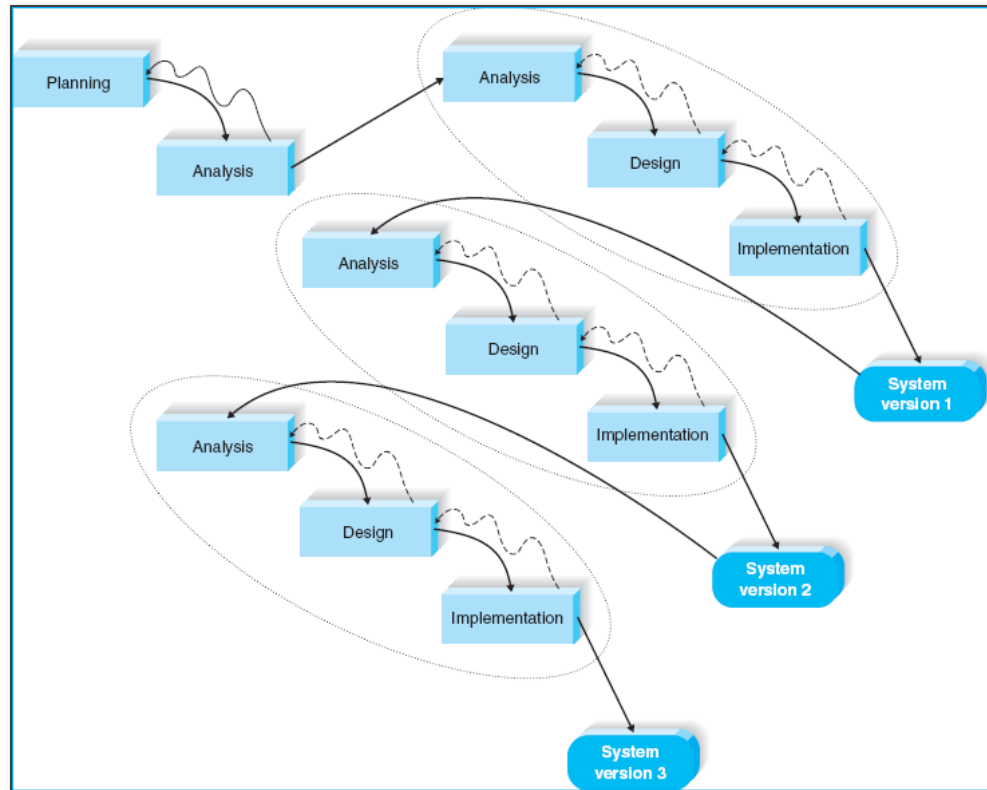 Planning
Analysis
Analysis
Design
Implementation
System
version 1
Analysis
Design
Implementation
System
version 2
Analysis
Design
Implementation
System
version 3